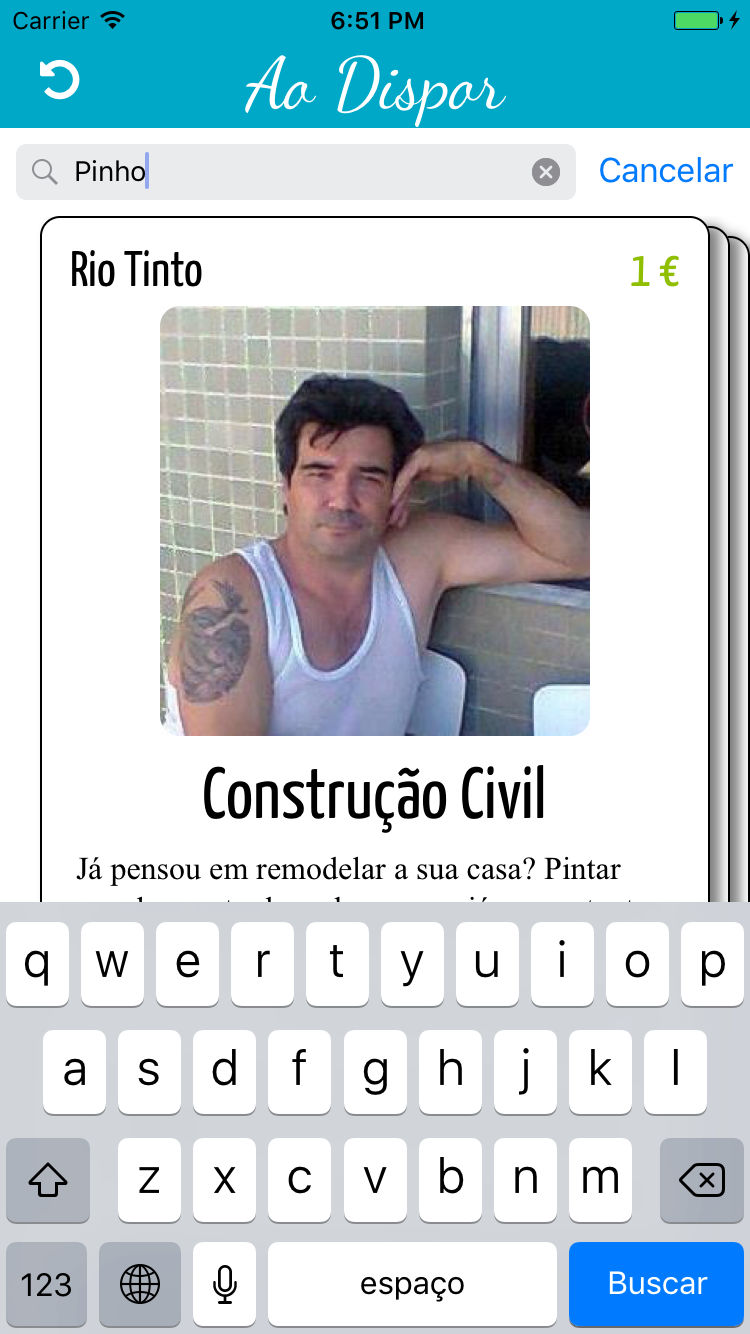 Carrier 6:51 PM
Ao Dispor
Pinho Cancelar
Rio Tinto 1 €
Construção Civil
Já pensou em remodelar a sua casa? Pintar
q w e r t y u i o p
a s d f g h j k l
z x c v b n m
123 espaço Buscar